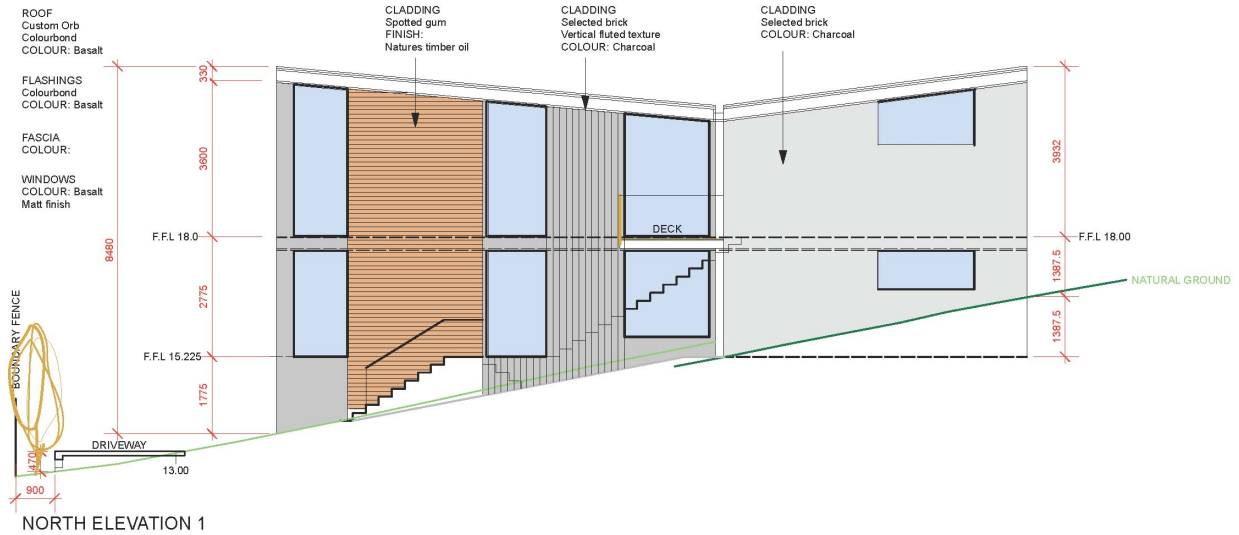 ROOF
Custom Orb
Colourbond
COLOUR: Basalt
FLASHINGS
Colourbond
COLOUR: Basalt
FASCIA
COLOUR:
WINDOWS
COLOUR: Basalt
Matt finish
CLADDING
Spotted gum
FINISH:
Natures timber oil
CLADDING
Selected brick
Vertical fluted texture
COLOUR: Charcoal
CLADDING
Selected brick
COLOUR: Charcoal
330
3600
8480
2775
1775
F.F.L 18.0
F.F.L 15.225
DECK
3932
F.F.L 18.00
1387.5
1387.5
NATURAL GROUND
BOUNDARY FENCE
DRIVEWAY
470
13.00
900
NORTH ELEVATION 1